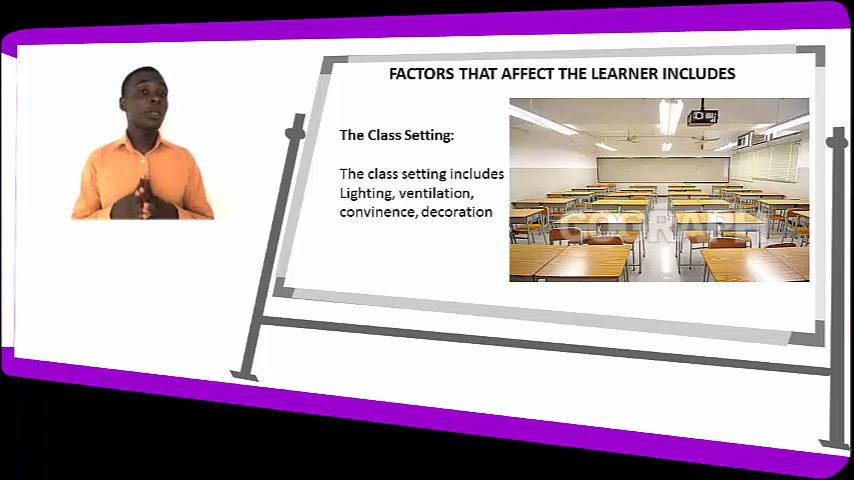 FACTORS THAT AFFECT THE LEARNER INCLUDES
The Class Setting:
The class setting includes
Lighting, ventilation,
convinence, decoration